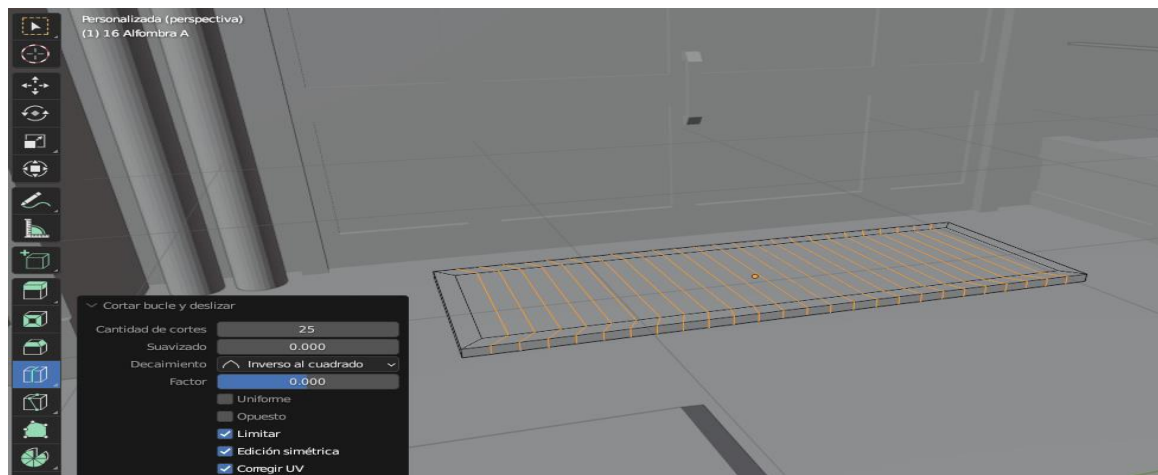 Personalizada (perspectiva)
(1) 16 Alfombra A
Cortar bucle y deslizar
Cantidad de cortes 25
Suavizado 0.000
Decaimiento Inverso al cuadrado
Factor 0.000
Uniforme
Opuesto
Limitar
Edición simétrica
Corregir UV